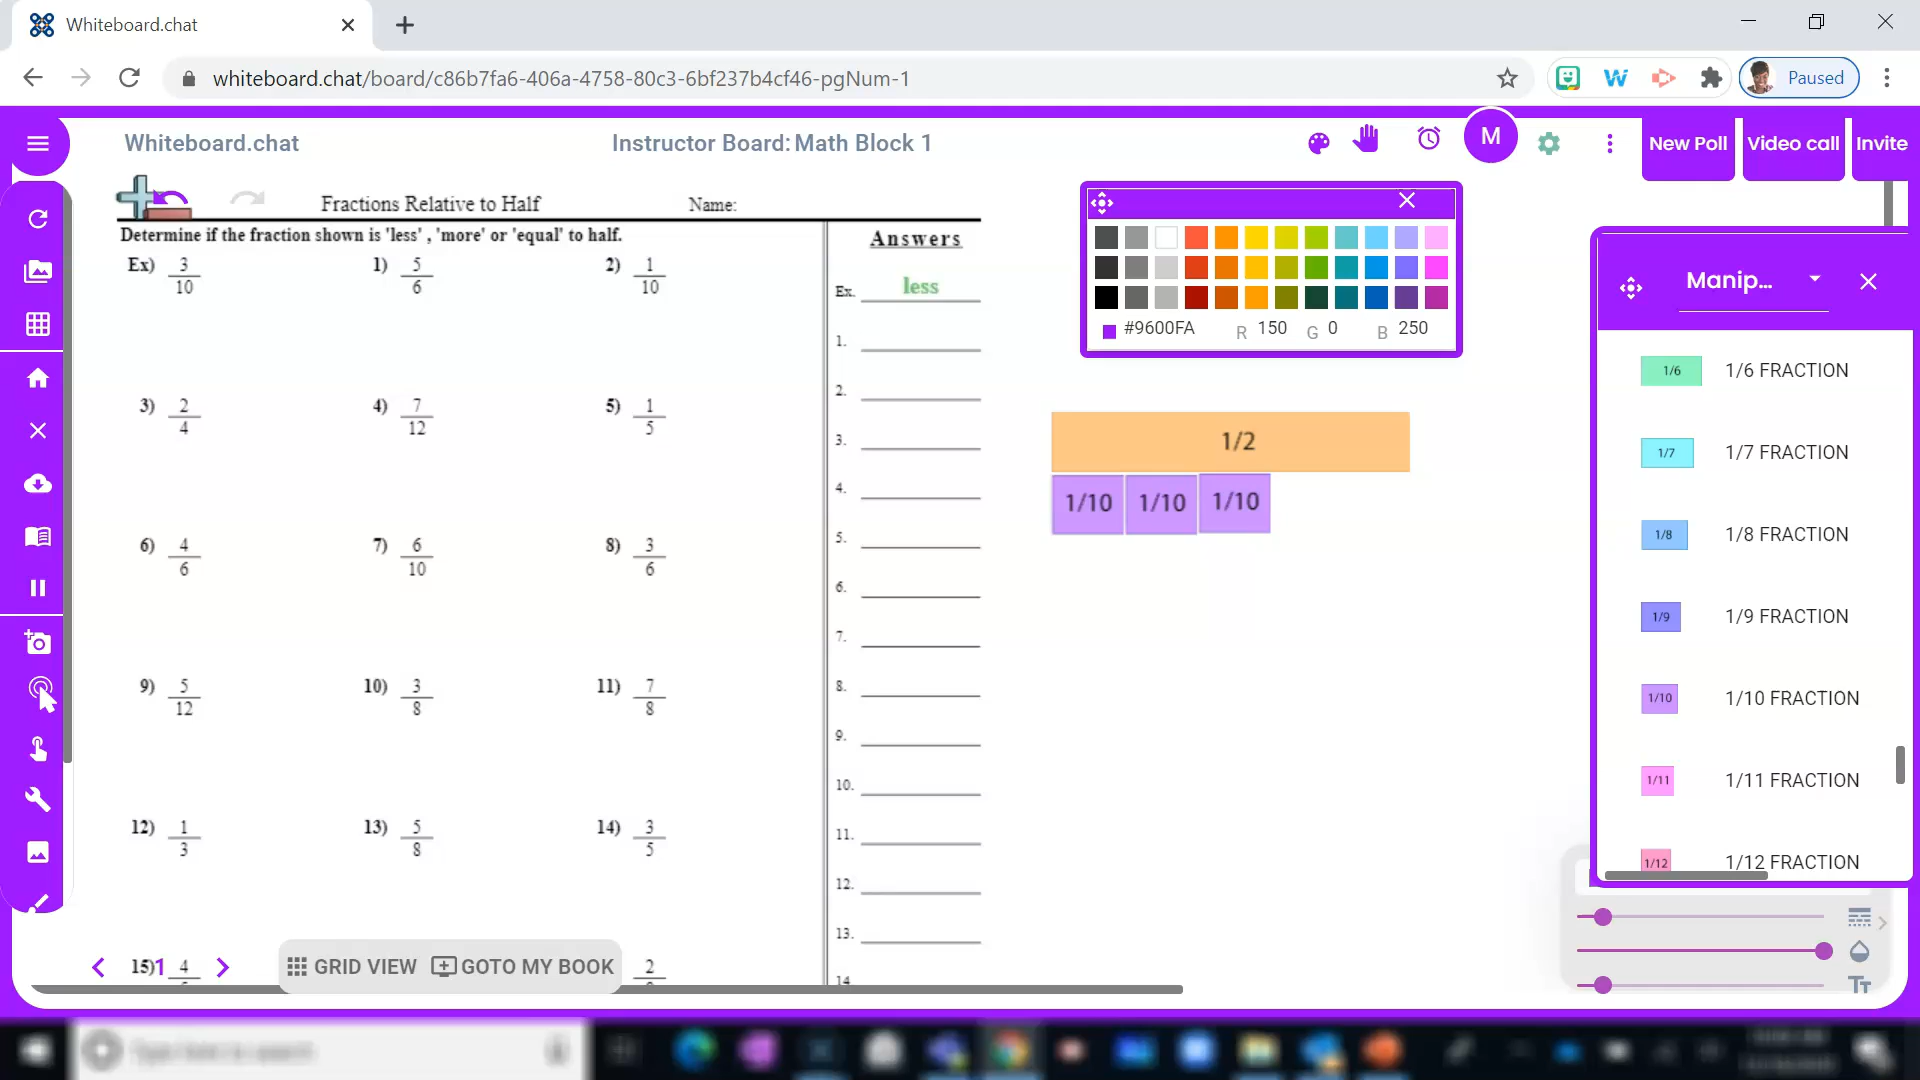 Whiteboard.chat
whiteboard.chat/board/c86b7fa6-406a-4758-80c3-6bf237b4cf46-pgNum-1
Paused
Whiteboard.chat
Instructor Board: Math Block 1
M
New Poll
Video call
Invite
Fractions Relative to Half
Name:
Determine if the fraction shown is 'less' , 'more' or 'equal' to half.
Ex) 3/10 1) 5/6 2) 1/10
3) 2/4 4) 7/12 5) 1/5
6) 4/6 7) 6/10 8) 3/6
9) 5/12 10) 3/8 11) 7/8
12) 1/3 13) 5/8 14) 3/5
15) 4
2
Answers
Ex. less
1.
2.
3.
4.
5.
6.
7.
8.
9.
10.
11.
12.
13.
14
#9600FA R 150 G 0 B 250
1/2
1/10 1/10 1/10
Manip...
1/6 1/6 FRACTION
1/7 1/7 FRACTION
1/8 1/8 FRACTION
1/9 1/9 FRACTION
1/10 1/10 FRACTION
1/11 1/11 FRACTION
1/12 1/12 FRACTION
1
GRID VIEW
GOTO MY BOOK
Tт
Type here to search